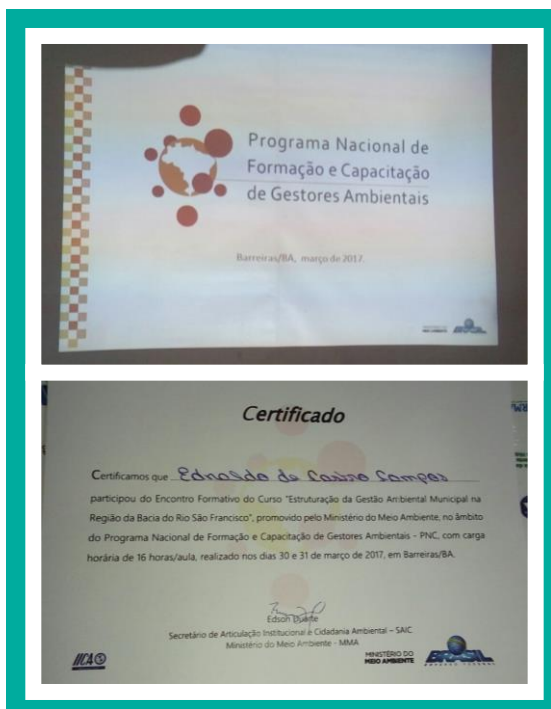 Programa Nacional de
Formação e Capacitação
de Gestores Ambientais
Barreiras/BA, março de 2017.
BRASIL
Certificado
Certificamos que Ednaldo de Castro Campos
participou do Encontro Formativo do Curso "Estruturação da Gestão Ambiental Municipal na
Região da Bacia do Rio São Francisco", promovido pelo Ministério do Meio Ambiente, no âmbito
do Programa Nacional de Formação e Capacitação de Gestores Ambientais - PNC, com carga
horária de 16 horas/aula, realizado nos dias 30 e 31 de março de 2017, em Barreiras/BA.
Edson Duarte
Secretário de Articulação Institucional e Cidadania Ambiental – SAIC
Ministério do Meio Ambiente - MMA
IICA
MINISTÉRIO DO
MEIO AMBIENTE
BRASIL
GOVERNO FEDERAL